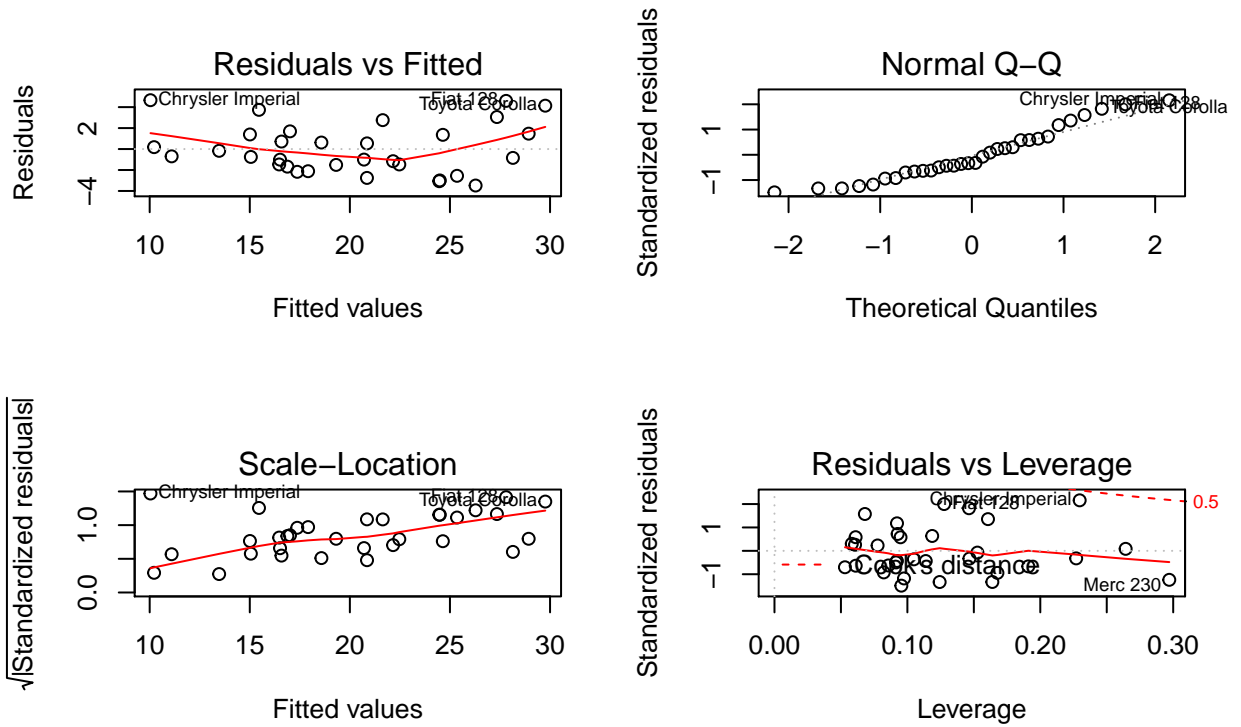 Residuals vs Fitted
Residuals
2
−4
Chrysler Imperial
Fiat 128
Toyota Corolla
10 15 20 25 30
Fitted values
Normal Q−Q
Standardized residuals
1
−1
Chrysler Imperial
Fiat 128
Toyota Corolla
−2 −1 0 1 2
Theoretical Quantiles
Scale−Location
√|Standardized residuals|
1.0
0.0
Chrysler Imperial
Fiat 128
Toyota Corolla
10 15 20 25 30
Fitted values
Residuals vs Leverage
Standardized residuals
1
−1
Chrysler Imperial
Fiat 128
0.5
Cook's distance
Merc 230
0.00 0.10 0.20 0.30
Leverage